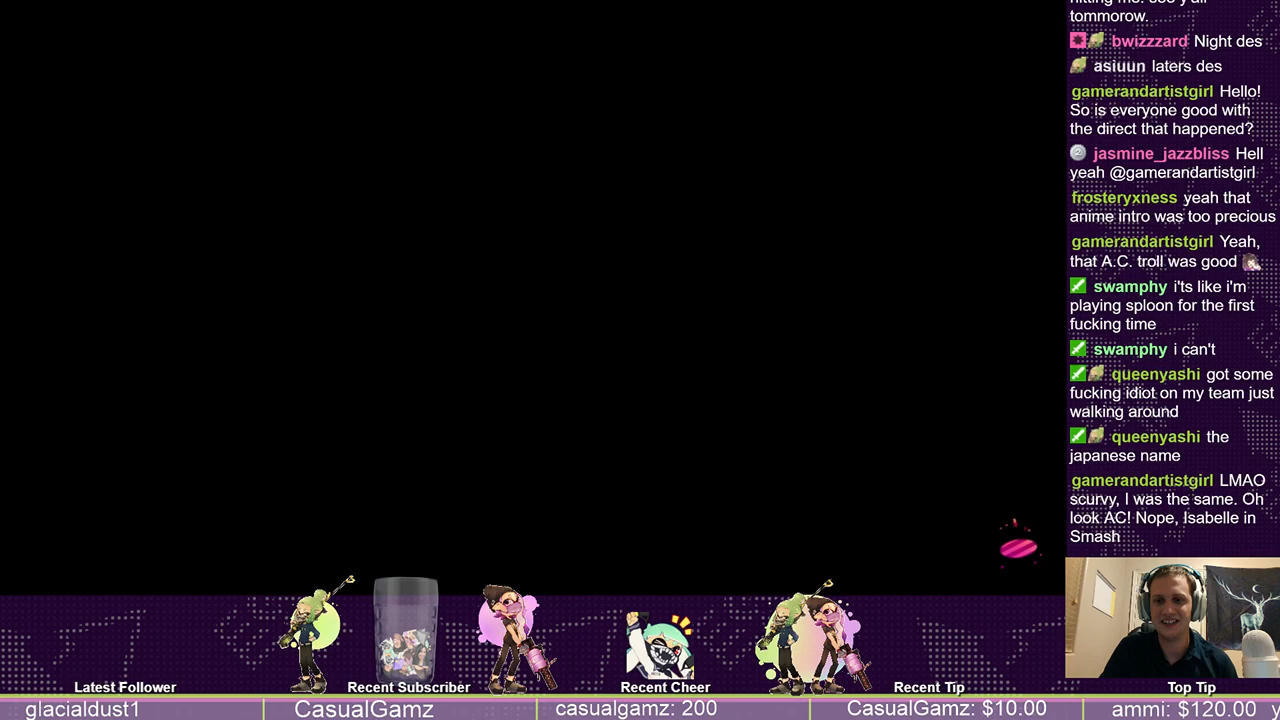 hitting me. see y'all
tommorow.
bwizzzard Night des
asiuun laters des
gamerandartistgirl Hello!
So is everyone good with
the direct that happened?
jasmine_jazzbliss Hell
yeah @gamerandartistgirl
frosteryxness yeah that
anime intro was too precious
gamerandartistgirl Yeah,
that A.C. troll was good
swamphy i'ts like i'm
playing sploon for the first
fucking time
swamphy i can't
queenyashi got some
fucking idiot on my team just
walking around
queenyashi the
japanese name
gamerandartistgirl LMAO
scurvy, I was the same. Oh
look AC! Nope, Isabelle in
Smash
Latest Follower
Recent Subscriber
Recent Cheer
Recent Tip
Top Tip
glacialdust1
CasualGamz
casualgamz: 200
CasualGamz: $10.00
ammi: $120.00